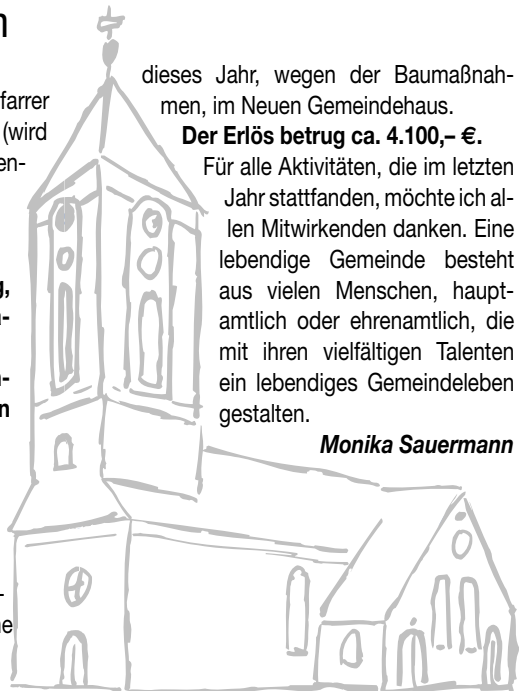 n
farrer
(wird
en-
g,
a-
n-
n
-
ne
dieses Jahr, wegen der Baumaßnah-
men, im Neuen Gemeindehaus.
Der Erlös betrug ca. 4.100,– €.
Für alle Aktivitäten, die im letzten
Jahr stattfanden, möchte ich al-
len Mitwirkenden danken. Eine
lebendige Gemeinde besteht
aus vielen Menschen, haupt-
amtlich oder ehrenamtlich, die
mit ihren vielfältigen Talenten
ein lebendiges Gemeindeleben
gestalten.
Monika Sauermann